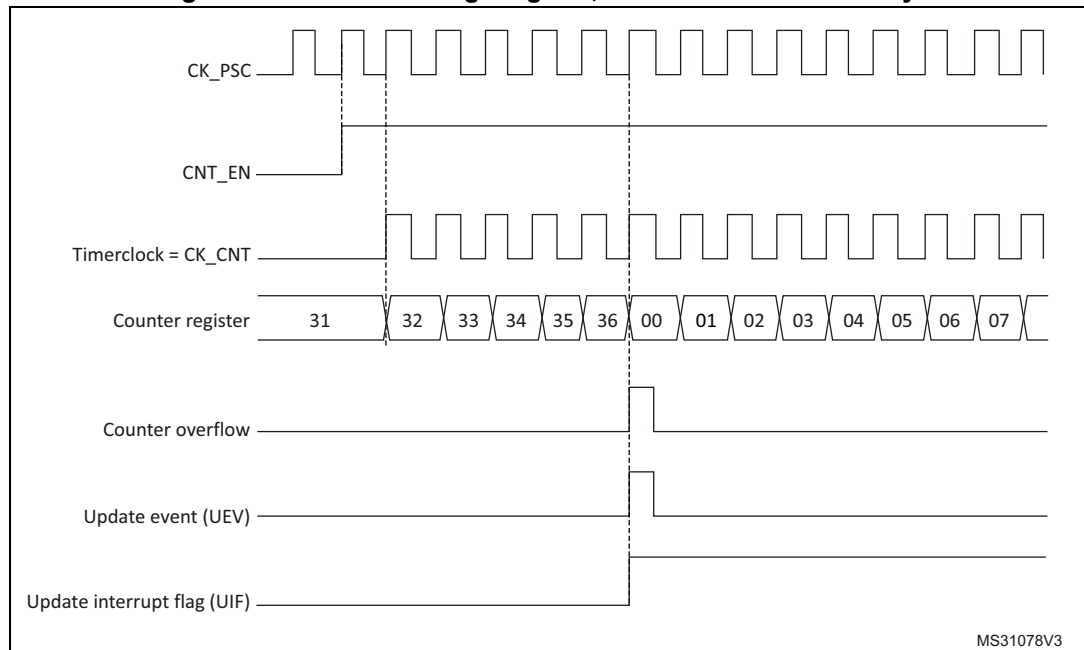 CK_PSC
CNT_EN
Timerclock = CK_CNT
Counter register 31 32 33 34 35 36 00 01 02 03 04 05 06 07
Counter overflow
Update event (UEV)
Update interrupt flag (UIF)
MS31078V3